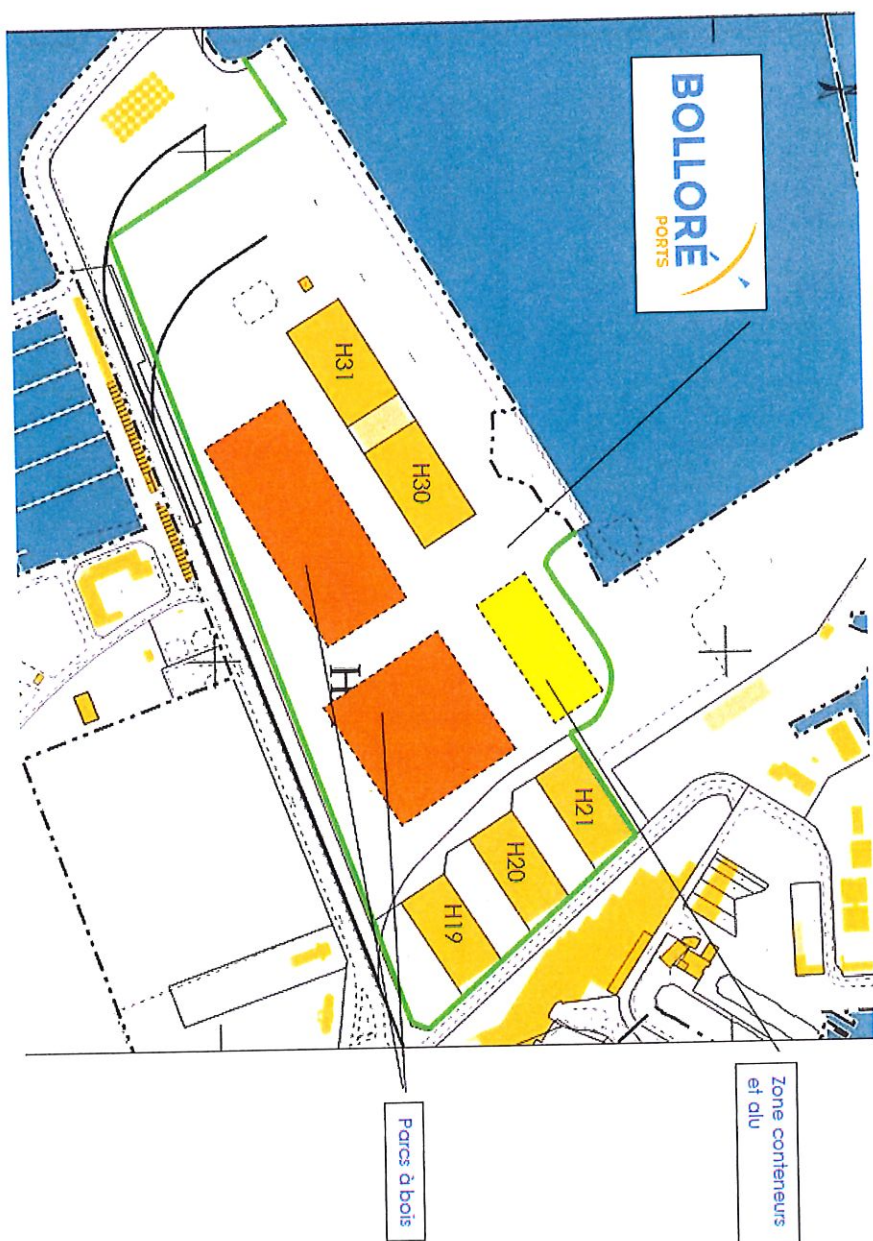 BOLLORÉ
PORTS
H31
H30
H
H21
H20
H19
Zone conteneurs
et alu
Parcs à bois